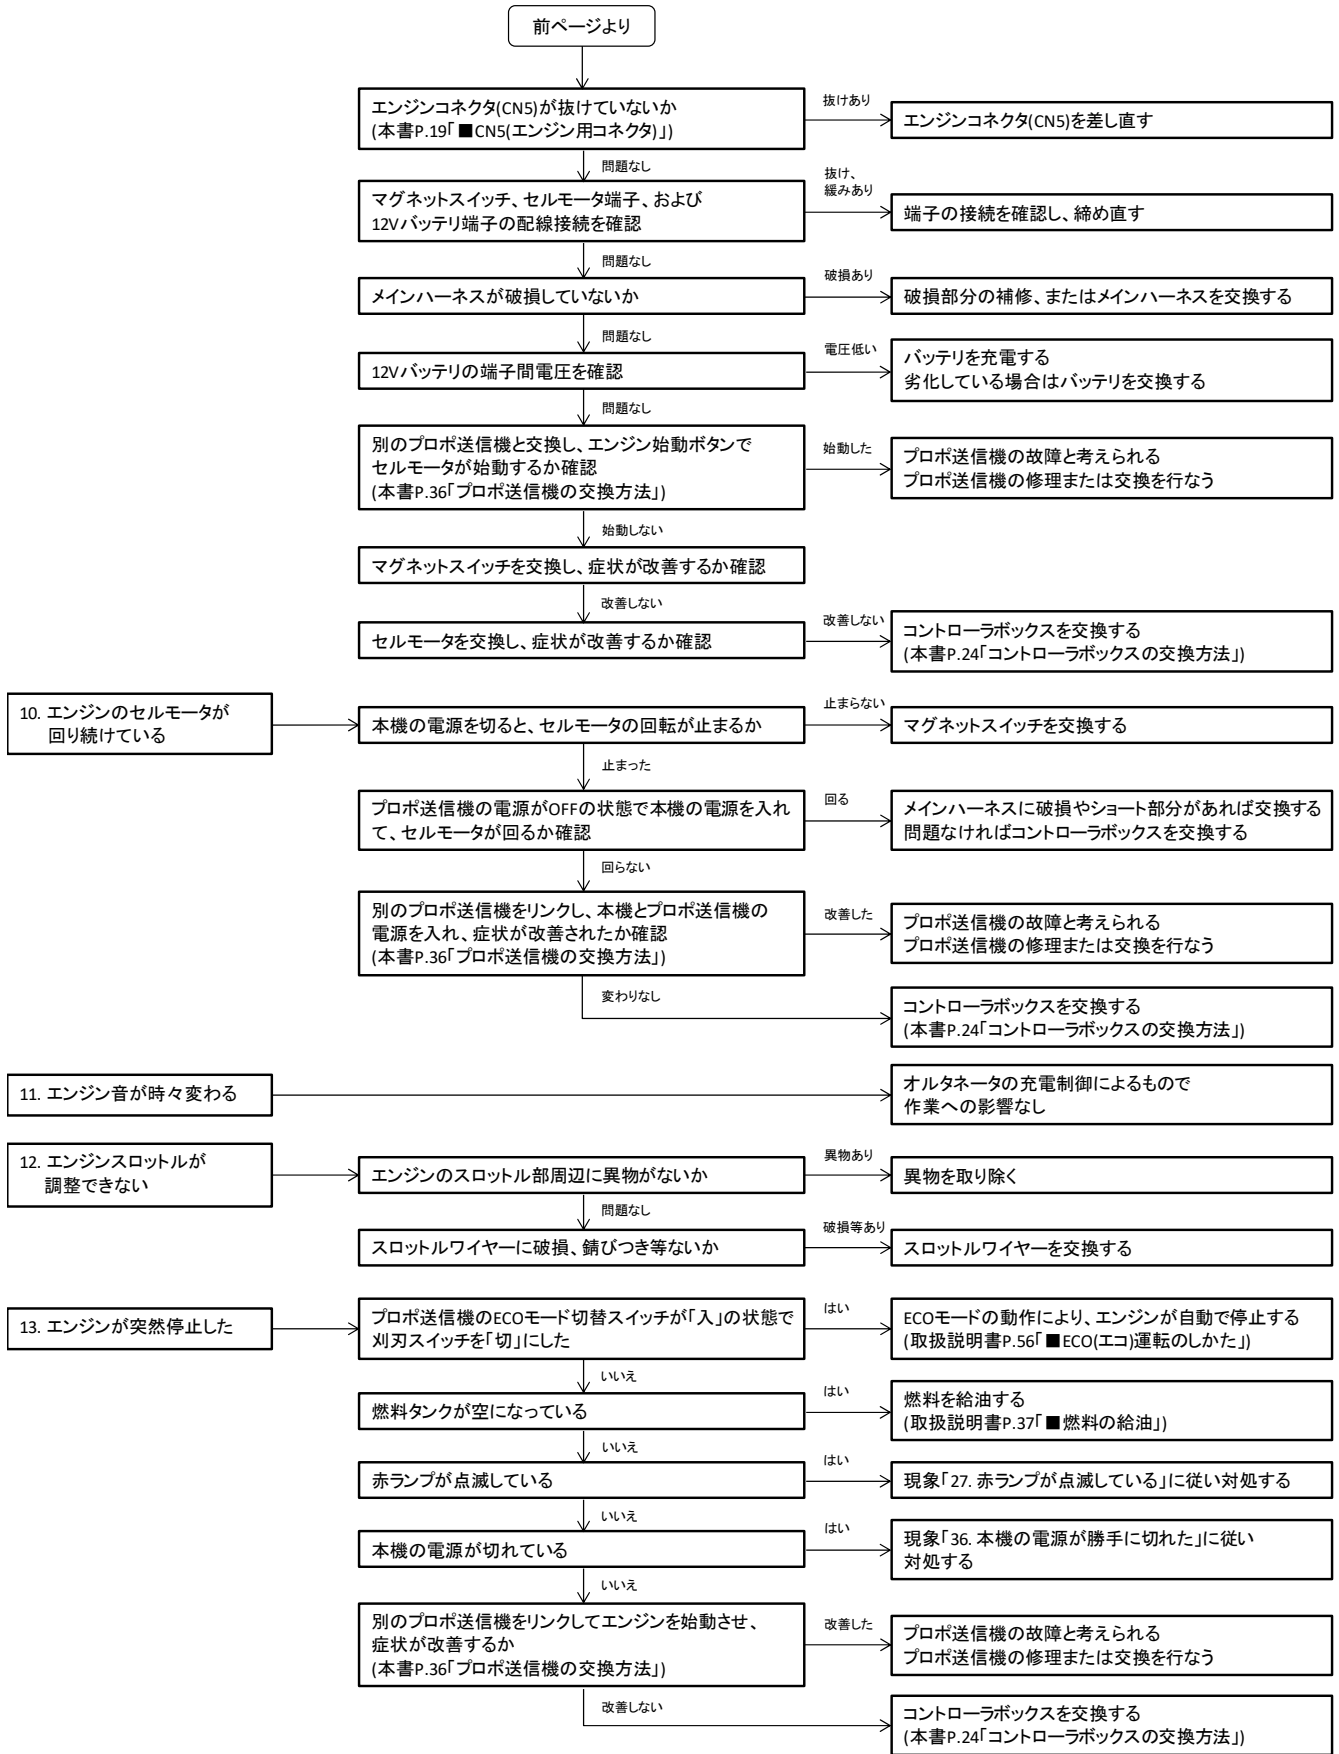 前ページより
エンジンコネクタ(CN5)が抜けていないか
(本書P.19「■CN5(エンジン用コネクタ)」)
抜けあり
エンジンコネクタ(CN5)を差し直す
問題なし
マグネットスイッチ、セルモータ端子、および
12Vバッテリ端子の配線接続を確認
抜け、
緩みあり
端子の接続を確認し、締め直す
問題なし
メインハーネスが破損していないか
破損あり
破損部分の補修、またはメインハーネスを交換する
問題なし
12Vバッテリの端子間電圧を確認
電圧低い
バッテリを充電する
劣化している場合はバッテリを交換する
問題なし
別のプロポ送信機と交換し、エンジン始動ボタンで
セルモータが始動するか確認
(本書P.36「プロポ送信機の交換方法」)
始動した
プロポ送信機の故障と考えられる
プロポ送信機の修理または交換を行なう
始動しない
マグネットスイッチを交換し、症状が改善するか確認
改善しない
セルモータを交換し、症状が改善するか確認
改善しない
コントローラボックスを交換する
(本書P.24「コントローラボックスの交換方法」)
10. エンジンのセルモータが
回り続けている
本機の電源を切ると、セルモータの回転が止まるか
止まらない
マグネットスイッチを交換する
止まった
プロポ送信機の電源がOFFの状態で本機の電源を入れ
て、セルモータが回るか確認
回る
メインハーネスに破損やショート部分があれば交換する
問題なければコントローラボックスを交換する
回らない
別のプロポ送信機をリンクし、本機とプロポ送信機の
電源を入れ、症状が改善されたか確認
(本書P.36「プロポ送信機の交換方法」)
改善した
プロポ送信機の故障と考えられる
プロポ送信機の修理または交換を行なう
変わりなし
コントローラボックスを交換する
(本書P.24「コントローラボックスの交換方法」)
11. エンジン音が時々変わる
オルタネータの充電制御によるもので
作業への影響なし
12. エンジンスロットルが
調整できない
エンジンのスロットル部周辺に異物がないか
異物あり
異物を取り除く
問題なし
スロットルワイヤーに破損、錆びつき等ないか
破損等あり
スロットルワイヤーを交換する
13. エンジンが突然停止した
プロポ送信機のECOモード切替スイッチが「入」の状態で
刈刃スイッチを「切」にした
はい
ECOモードの動作により、エンジンが自動で停止する
(取扱説明書P.56「■ECO(エコ)運転のしかた」)
いいえ
燃料タンクが空になっている
はい
燃料を給油する
(取扱説明書P.37「■燃料の給油」)
いいえ
赤ランプが点滅している
はい
現象「27. 赤ランプが点滅している」に従い対処する
いいえ
本機の電源が切れている
はい
現象「36. 本機の電源が勝手に切れた」に従い
対処する
いいえ
別のプロポ送信機をリンクしてエンジンを始動させ、
症状が改善するか
(本書P.36「プロポ送信機の交換方法」)
改善した
プロポ送信機の故障と考えられる
プロポ送信機の修理または交換を行なう
改善しない
コントローラボックスを交換する
(本書P.24「コントローラボックスの交換方法」)